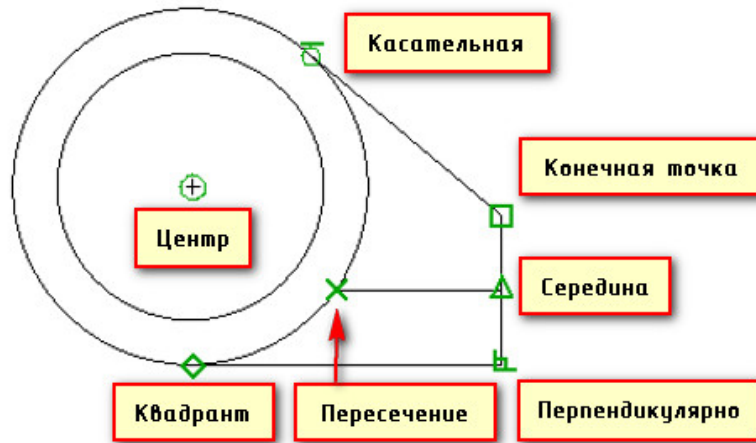 Касательная
Конечная точка
Центр
Середина
Квадрант
Пересечение
Перпендикулярно